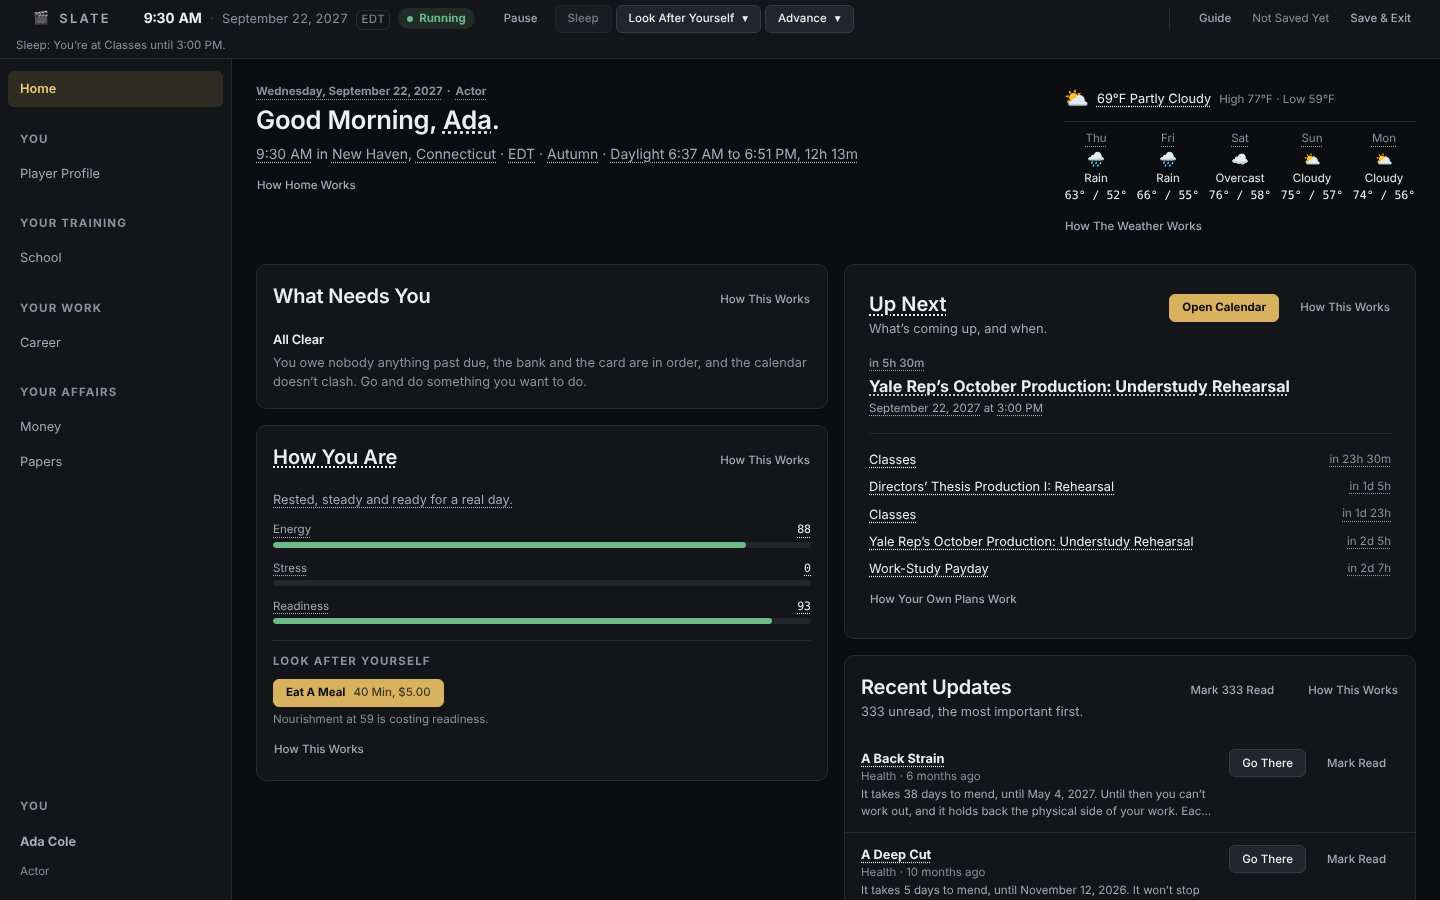 SLATE
9:30 AM · September 22, 2027 EDT Running
Pause
Sleep
Look After Yourself ▾
Advance ▾
Guide
Not Saved Yet
Save & Exit
Sleep: You're at Classes until 3:00 PM.
Home
YOU
Player Profile
YOUR TRAINING
School
YOUR WORK
Career
YOUR AFFAIRS
Money
Papers
YOU
Ada Cole
Actor
Wednesday, September 22, 2027 · Actor
Good Morning, Ada.
9:30 AM in New Haven, Connecticut · EDT · Autumn · Daylight 6:37 AM to 6:51 PM, 12h 13m
How Home Works
69°F Partly Cloudy High 77°F · Low 59°F
Thu Fri Sat Sun Mon
Rain Rain Overcast Cloudy Cloudy
63° / 52° 66° / 55° 76° / 58° 75° / 57° 74° / 56°
How The Weather Works
What Needs You
How This Works
All Clear
You owe nobody anything past due, the bank and the card are in order, and the calendar
doesn't clash. Go and do something you want to do.
How You Are
How This Works
Rested, steady and ready for a real day.
Energy 88
Stress 0
Readiness 93
LOOK AFTER YOURSELF
Eat A Meal 40 Min, $5.00
Nourishment at 59 is costing readiness.
How This Works
Up Next
Open Calendar
How This Works
What's coming up, and when.
in 5h 30m
Yale Rep's October Production: Understudy Rehearsal
September 22, 2027 at 3:00 PM
Classes in 23h 30m
Directors' Thesis Production I: Rehearsal in 1d 5h
Classes in 1d 23h
Yale Rep's October Production: Understudy Rehearsal in 2d 5h
Work-Study Payday in 2d 7h
How Your Own Plans Work
Recent Updates
Mark 333 Read
How This Works
333 unread, the most important first.
A Back Strain
Go There
Mark Read
Health · 6 months ago
It takes 38 days to mend, until May 4, 2027. Until then you can't
work out, and it holds back the physical side of your work. Eac...
A Deep Cut
Go There
Mark Read
Health · 10 months ago
It takes 5 days to mend, until November 12, 2026. It won't stop